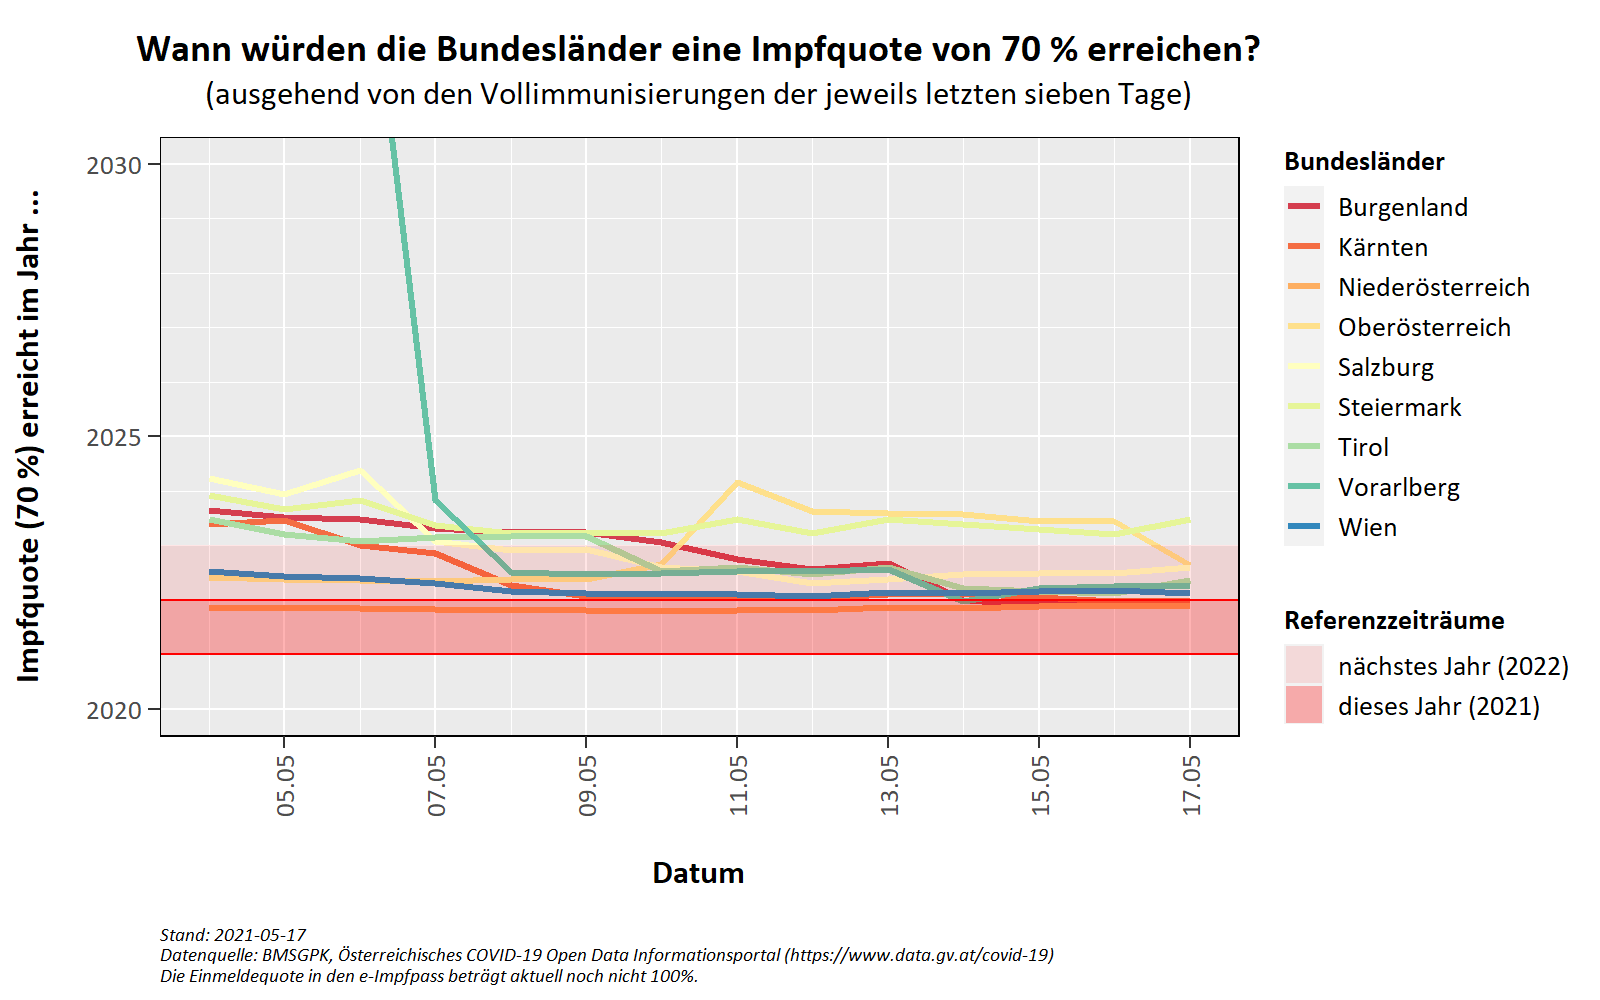 Wann würden die Bundesländer eine Impfquote von 70 % erreichen?
(ausgehend von den Vollimmunisierungen der jeweils letzten sieben Tage)
Impfquote (70 %) erreicht im Jahr ...
2030
2025
2020
05.05
07.05
09.05
11.05
13.05
15.05
17.05
Datum
Bundesländer
Burgenland
Kärnten
Niederösterreich
Oberösterreich
Salzburg
Steiermark
Tirol
Vorarlberg
Wien
Referenzzeiträume
nächstes Jahr (2022)
dieses Jahr (2021)
Stand: 2021-05-17
Datenquelle: BMSGPK, Österreichisches COVID-19 Open Data Informationsportal (https://www.data.gv.at/covid-19)
Die Einmeldequote in den e-Impfpass beträgt aktuell noch nicht 100%.